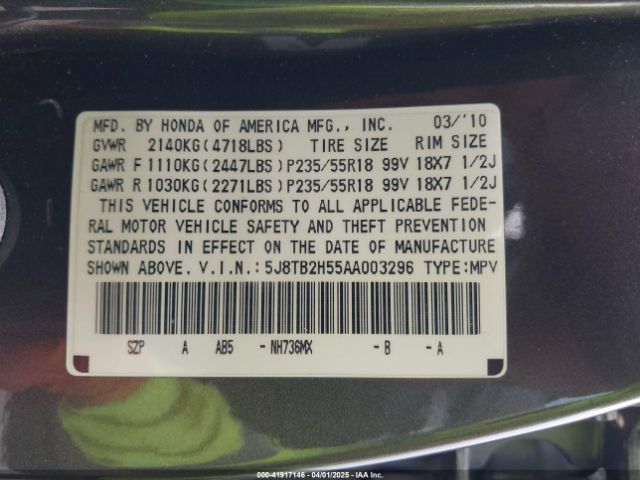 MFD. BY HONDA OF AMERICA MFG., INC. 03/'10
GVWR 2140KG(4718LBS) TIRE SIZE RIM SIZE
GAWR F 1110KG(2447LBS)P235/55R18 99V 18X7 1/2J
GAWR R 1030KG(2271LBS)P235/55R18 99V 18X7 1/2J
THIS VEHICLE CONFORMS TO ALL APPLICABLE FEDE-
RAL MOTOR VEHICLE SAFETY AND THEFT PREVENTION
STANDARDS IN EFFECT ON THE DATE OF MANUFACTURE
SHOWN ABOVE. V.I.N.: 5J8TB2H55AA003296 TYPE:MPV
SZP A AB5 - NH736MX - B - A
000-41917146 - 04/01/2025 - IAA Inc.